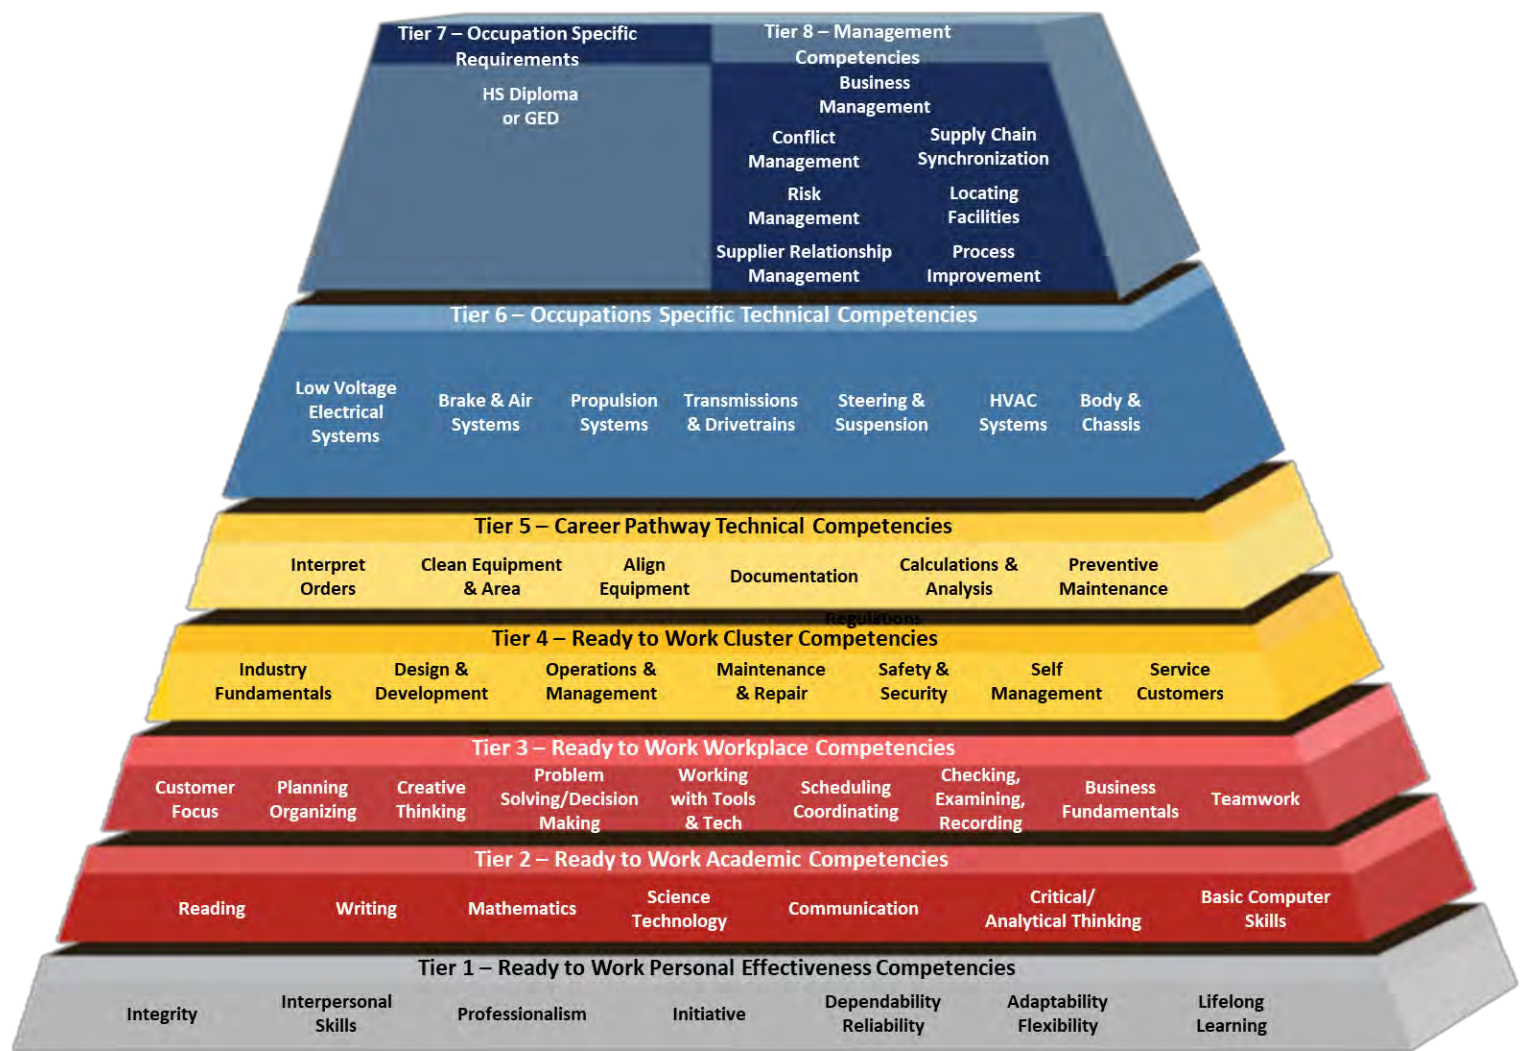 Tier 7 – Occupation Specific
Requirements
HS Diploma
or GED
Tier 8 – Management
Competencies
Business
Management
Conflict
Management
Supply Chain
Synchronization
Risk
Management
Locating
Facilities
Supplier Relationship
Management
Process
Improvement
Tier 6 – Occupations Specific Technical Competencies
Low Voltage
Electrical
Systems
Brake & Air
Systems
Propulsion
Systems
Transmissions
& Drivetrains
Steering &
Suspension
HVAC
Systems
Body &
Chassis
Tier 5 – Career Pathway Technical Competencies
Interpret
Orders
Clean Equipment
& Area
Align
Equipment
Documentation
Calculations &
Analysis
Preventive
Maintenance
Regulations
Tier 4 – Ready to Work Cluster Competencies
Industry
Fundamentals
Design &
Development
Operations &
Management
Maintenance
& Repair
Safety &
Security
Self
Management
Service
Customers
Tier 3 – Ready to Work Workplace Competencies
Customer
Focus
Planning
Organizing
Creative
Thinking
Problem
Solving/Decision
Making
Working
with Tools
& Tech
Scheduling
Coordinating
Checking,
Examining,
Recording
Business
Fundamentals
Teamwork
Tier 2 – Ready to Work Academic Competencies
Reading
Writing
Mathematics
Science
Technology
Communication
Critical/
Analytical Thinking
Basic Computer
Skills
Tier 1 – Ready to Work Personal Effectiveness Competencies
Integrity
Interpersonal
Skills
Professionalism
Initiative
Dependability
Reliability
Adaptability
Flexibility
Lifelong
Learning